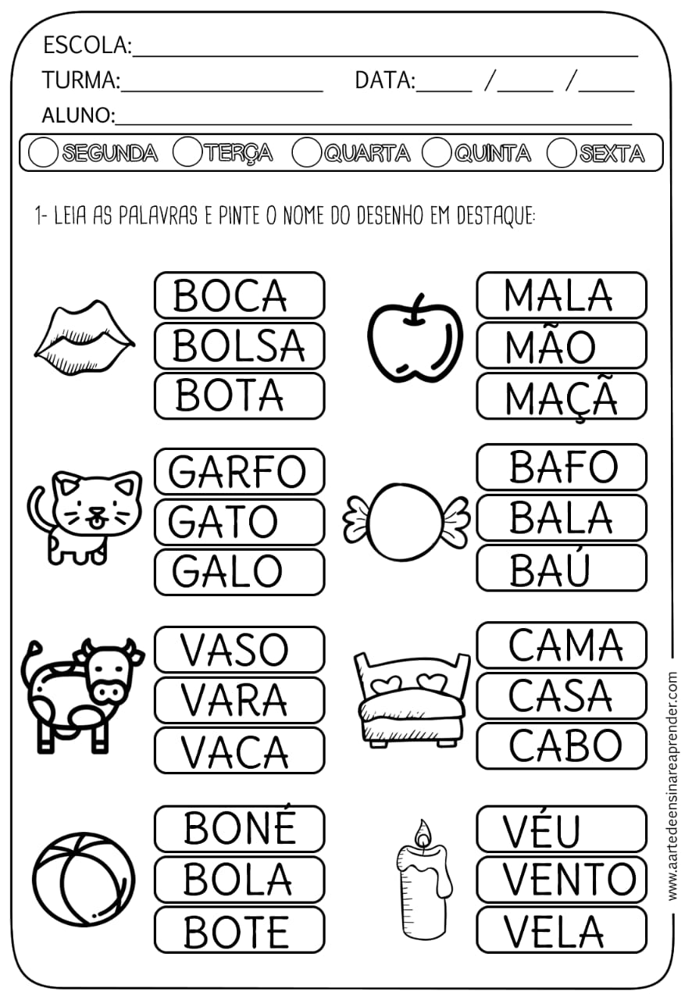 ESCOLA:
TURMA: DATA: / /
ALUNO:
SEGUNDA TERÇA QUARTA QUINTA SEXTA
1- LEIA AS PALAVRAS E PINTE O NOME DO DESENHO EM DESTAQUE:
BOCA
BOLSA
BOTA
MALA
MÃO
MAÇÃ
GARFO
GATO
GALO
BAFO
BALA
BAÚ
VASO
VARA
VACA
CAMA
CASA
CABO
BONÉ
BOLA
BOTE
VÉU
VENTO
VELA
www.aartedeensinareaprender.com